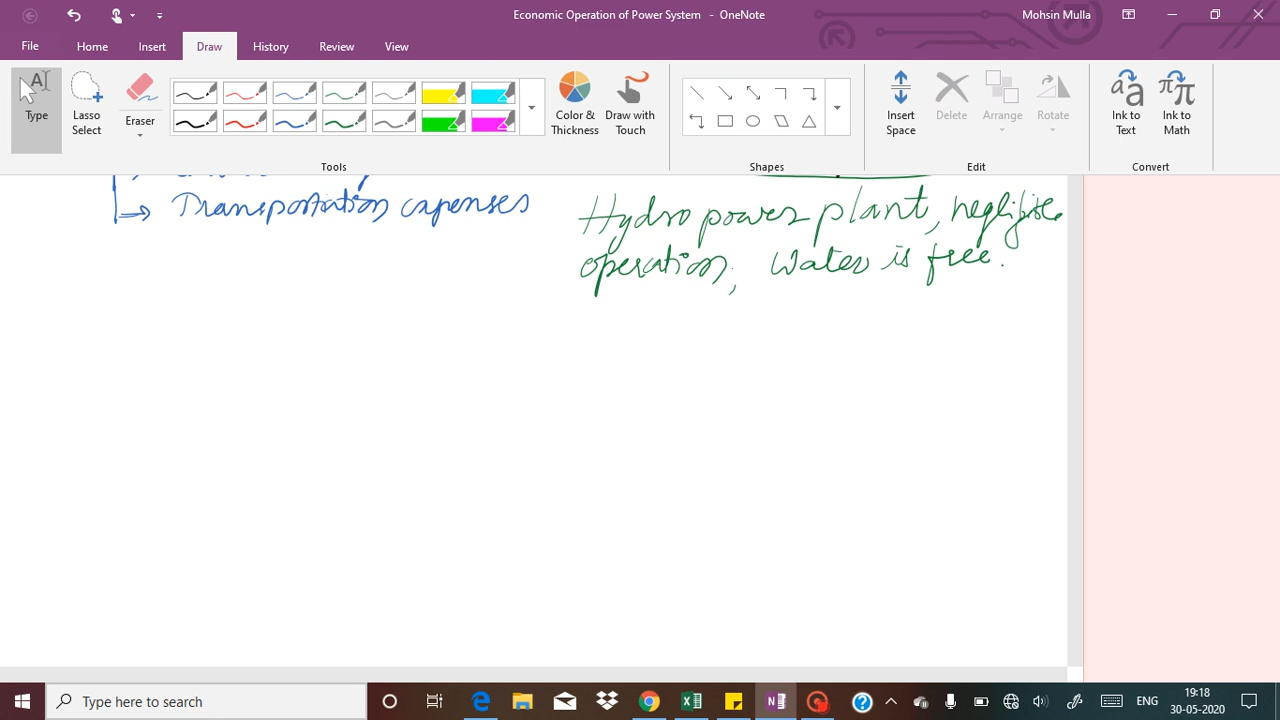 Economic Operation of Power System - OneNote
Mohsin Mulla
File Home Insert Draw History Review View
Type
Lasso Select
Eraser
Color & Thickness
Draw with Touch
Insert Space
Delete
Arrange
Rotate
Ink to Text
Ink to Math
Tools
Shapes
Edit
Convert
Transportation expenses
Hydro power plant, negligible
operation, Water is free.
Type here to search
ENG
19:18
30-05-2020